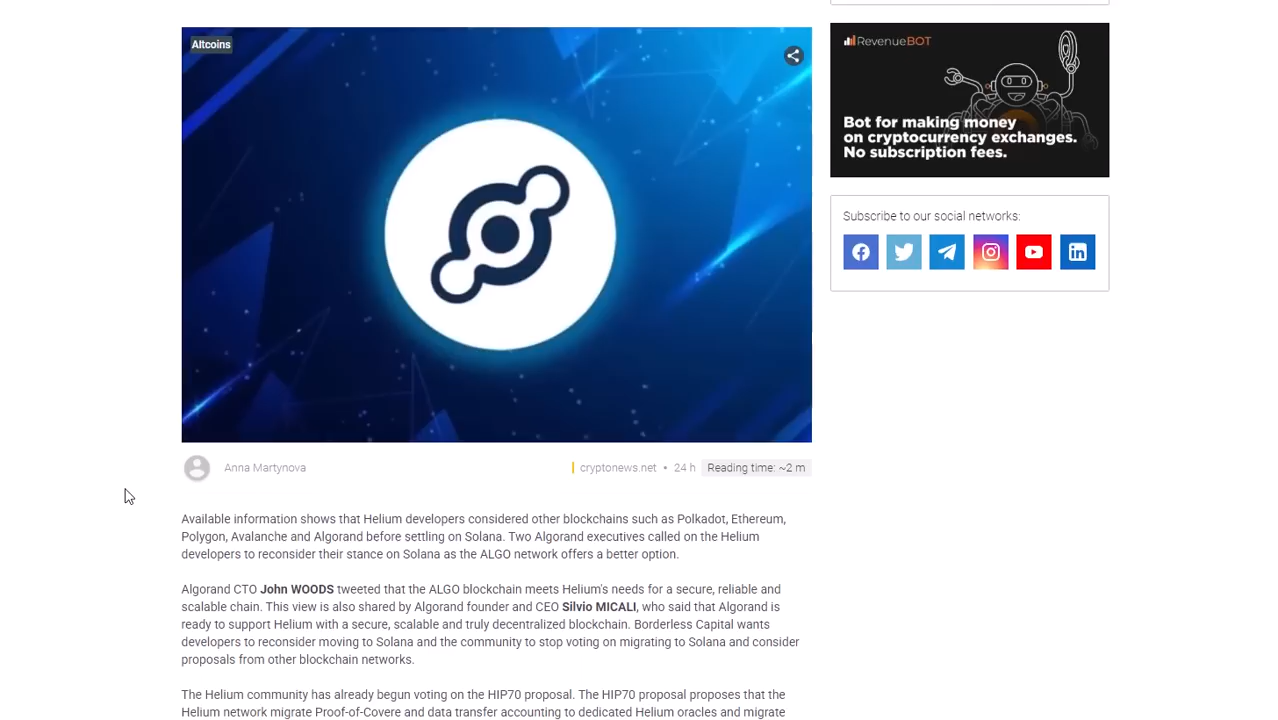 Altcoins
RevenueBOT
Bot for making money
on cryptocurrency exchanges.
No subscription fees.
Subscribe to our social networks:
Anna Martynova
cryptonews.net • 24 h Reading time: ~2 m
Available information shows that Helium developers considered other blockchains such as Polkadot, Ethereum,
Polygon, Avalanche and Algorand before settling on Solana. Two Algorand executives called on the Helium
developers to reconsider their stance on Solana as the ALGO network offers a better option.
Algorand CTO John WOODS tweeted that the ALGO blockchain meets Helium's needs for a secure, reliable and
scalable chain. This view is also shared by Algorand founder and CEO Silvio MICALI, who said that Algorand is
ready to support Helium with a secure, scalable and truly decentralized blockchain. Borderless Capital wants
developers to reconsider moving to Solana and the community to stop voting on migrating to Solana and consider
proposals from other blockchain networks.
The Helium community has already begun voting on the HIP70 proposal. The HIP70 proposal proposes that the
Helium network migrate Proof-of-Covere and data transfer accounting to dedicated Helium oracles and migrate